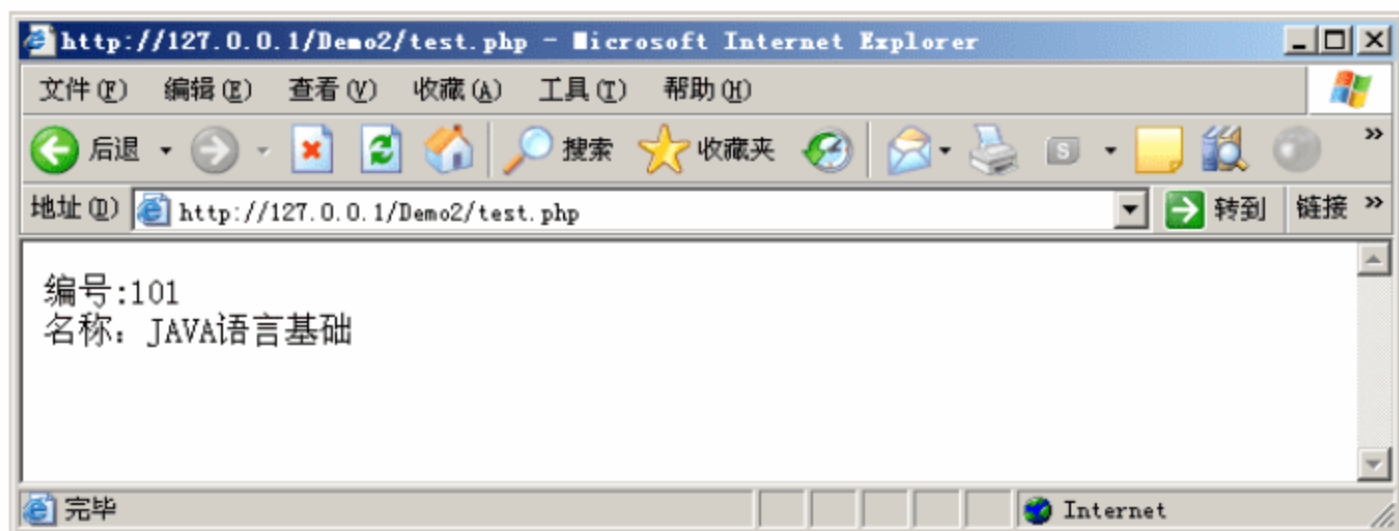 http://127.0.0.1/Demo2/test.php - Microsoft Internet Explorer
文件(F) 编辑(E) 查看(V) 收藏(A) 工具(T) 帮助(H)
后退 搜索 收藏夹 S »
地址(D) http://127.0.0.1/Demo2/test.php 转到 链接 »
编号:101
名称：JAVA语言基础
完毕 Internet